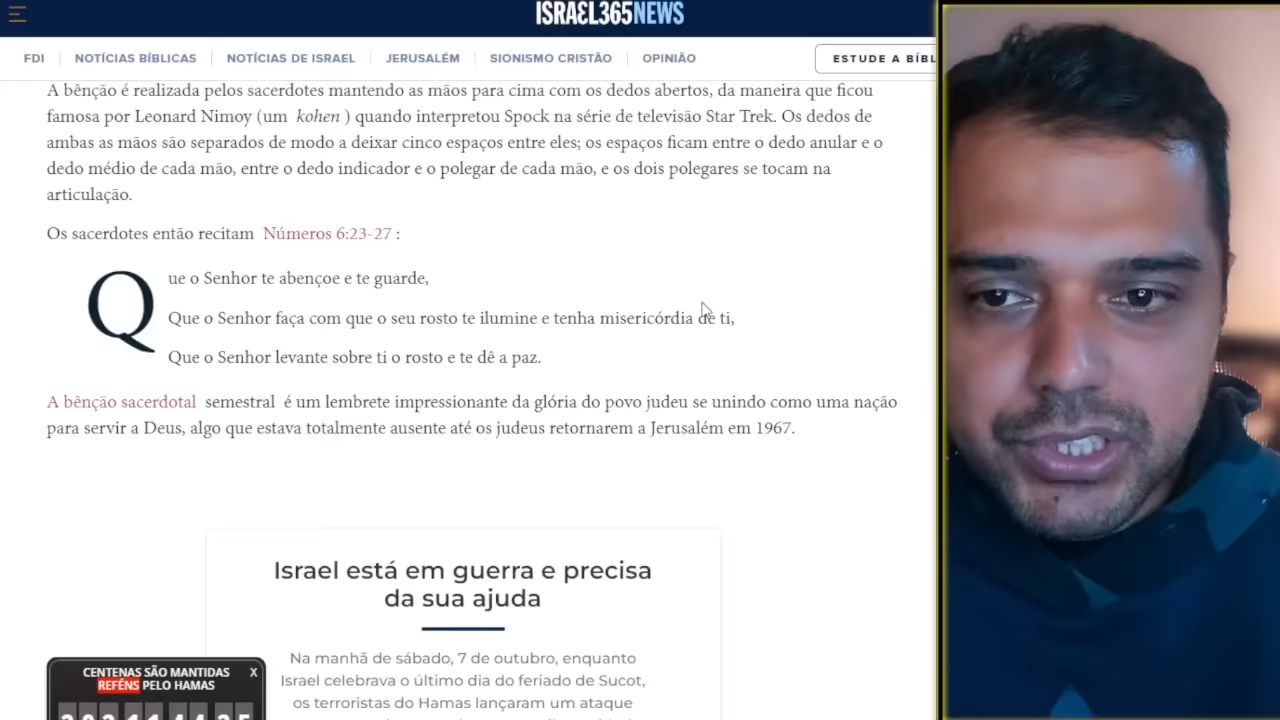 ISRAEL365NEWS
FDI NOTÍCIAS BÍBLICAS NOTÍCIAS DE ISRAEL JERUSALÉM SIONISMO CRISTÃO OPINIÃO ESTUDE A BÍBL
A bênção é realizada pelos sacerdotes mantendo as mãos para cima com os dedos abertos, da maneira que ficou
famosa por Leonard Nimoy (um kohen ) quando interpretou Spock na série de televisão Star Trek. Os dedos de
ambas as mãos são separados de modo a deixar cinco espaços entre eles; os espaços ficam entre o dedo anular e o
dedo médio de cada mão, entre o dedo indicador e o polegar de cada mão, e os dois polegares se tocam na
articulação.
Os sacerdotes então recitam Números 6:23-27 :
Que o Senhor te abençoe e te guarde,
Que o Senhor faça com que o seu rosto te ilumine e tenha misericórdia de ti,
Que o Senhor levante sobre ti o rosto e te dê a paz.
A bênção sacerdotal semestral é um lembrete impressionante da glória do povo judeu se unindo como uma nação
para servir a Deus, algo que estava totalmente ausente até os judeus retornarem a Jerusalém em 1967.
Israel está em guerra e precisa
da sua ajuda
Na manhã de sábado, 7 de outubro, enquanto
Israel celebrava o último dia do feriado de Sucot,
os terroristas do Hamas lançaram um ataque
CENTENAS SÃO MANTIDAS X
REFÉNS PELO HAMAS